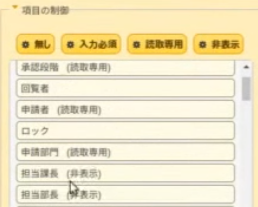 項目の制御
無し 入力必須 読取専用 非表示
承認段階 (読取専用)
回覧者
申請者 (読取専用)
ロック
申請部門 (読取専用)
担当課長 (非表示)
担当部長 (非表示)